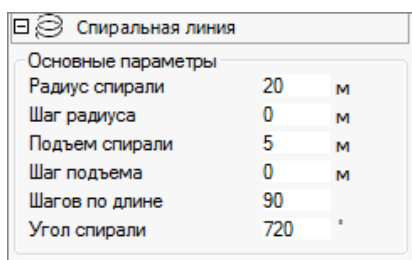 Спиральная линия
Основные параметры
Радиус спирали 20 м
Шаг радиуса 0 м
Подъем спирали 5 м
Шаг подъема 0 м
Шагов по длине 90
Угол спирали 720 °